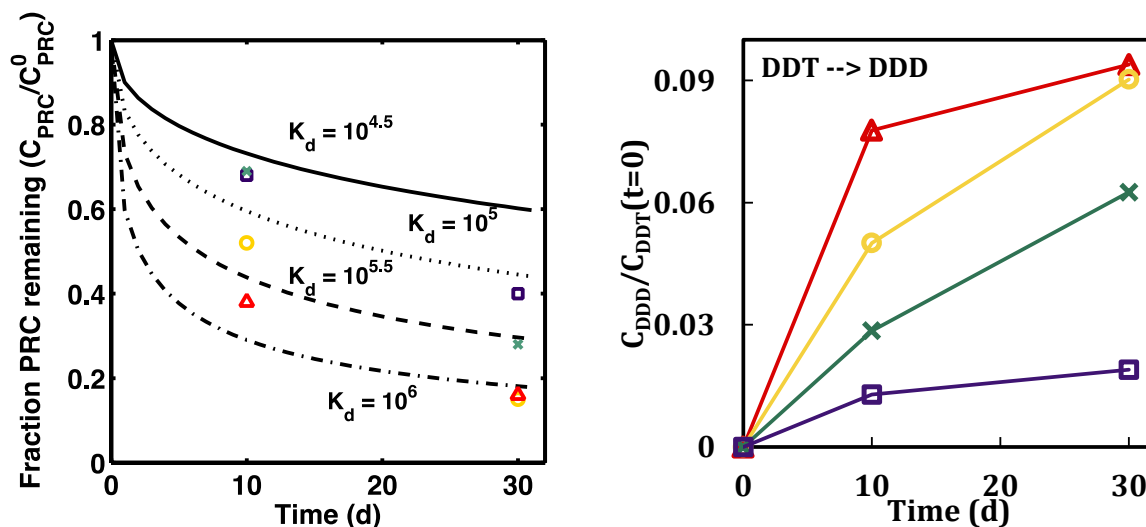 Fraction PRC remaining (C_PRC/C^0_PRC)
1
0.8
0.6
0.4
0.2
0
K_d = 10^4.5
K_d = 10^5
K_d = 10^5.5
K_d = 10^6
0 10 20 30
Time (d)
DDT --> DDD
C_DDD/C_DDT(t=0)
0.09
0.06
0.03
0
0 10 20 30
Time (d)